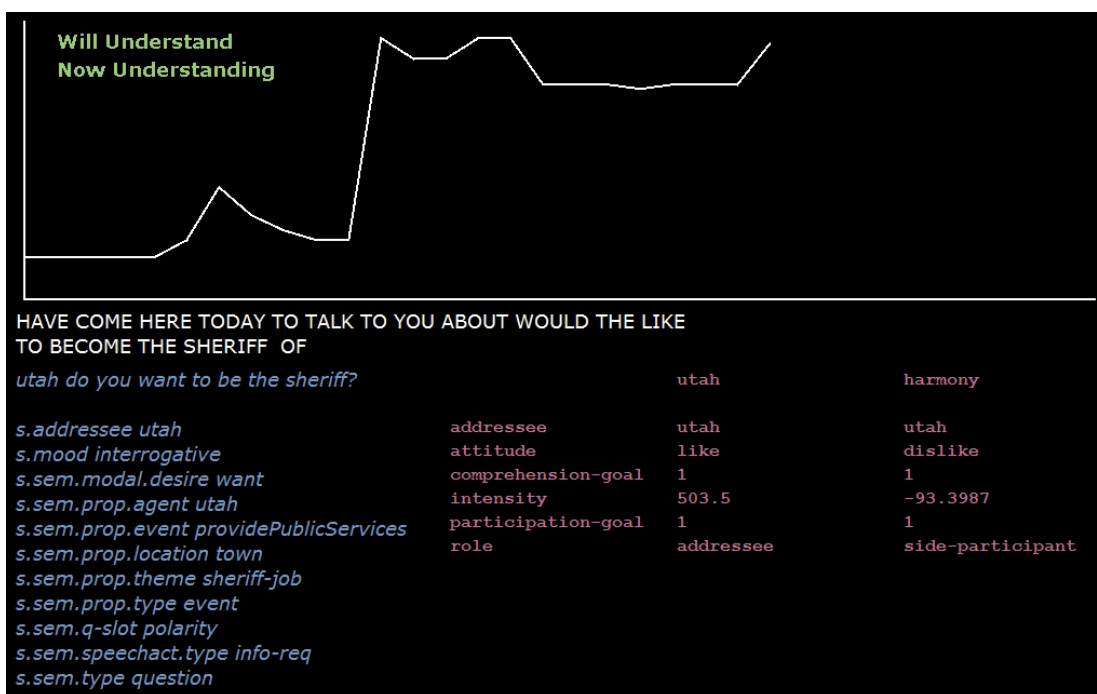 Will Understand
Now Understanding
HAVE COME HERE TODAY TO TALK TO YOU ABOUT WOULD THE LIKE
TO BECOME THE SHERIFF OF
utah do you want to be the sheriff?
utah harmony
s.addressee utah
s.mood interrogative
s.sem.modal.desire want
s.sem.prop.agent utah
s.sem.prop.event providePublicServices
s.sem.prop.location town
s.sem.prop.theme sheriff-job
s.sem.prop.type event
s.sem.q-slot polarity
s.sem.speechact.type info-req
s.sem.type question
addressee utah utah
attitude like dislike
comprehension-goal 1 1
intensity 503.5 -93.3987
participation-goal 1 1
role addressee side-participant